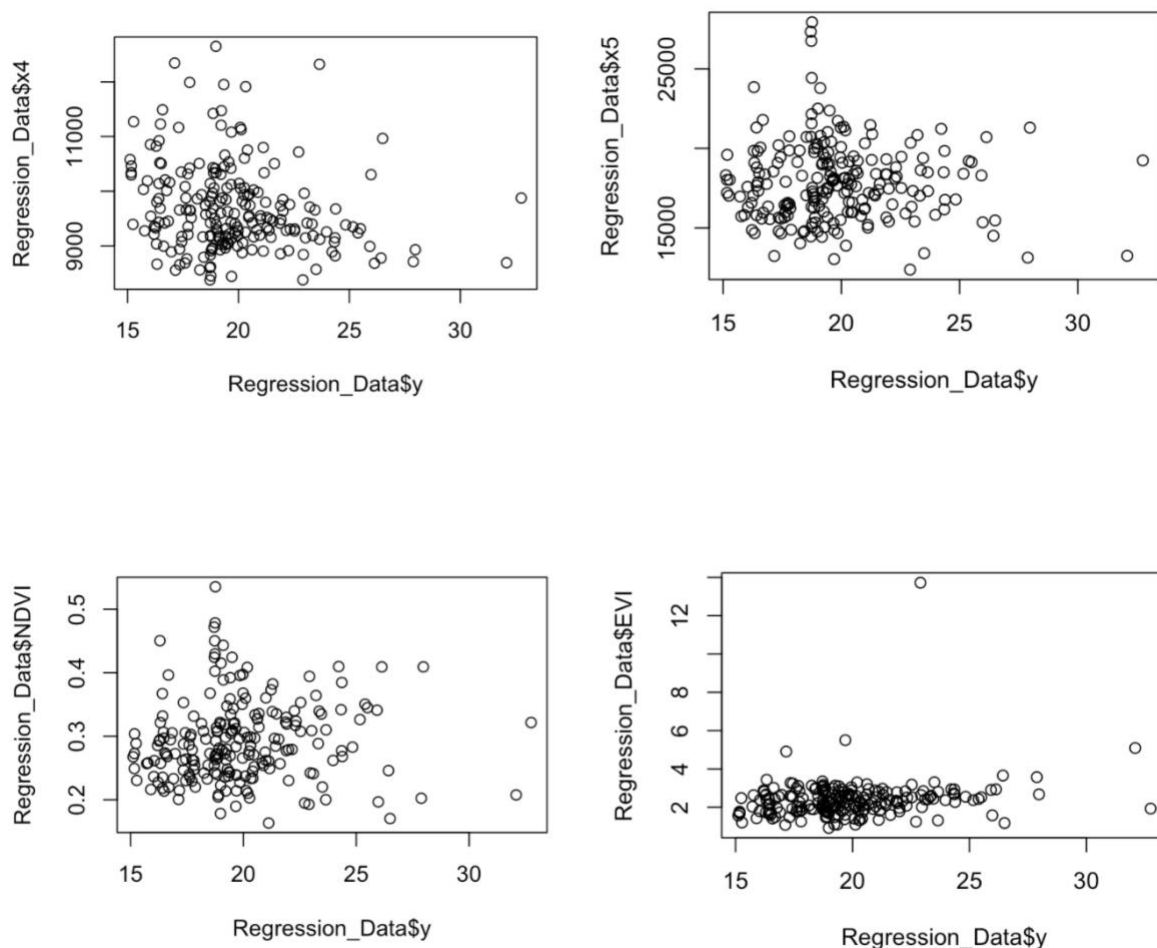 Regression_Data$x4
9000 11000
15 20 25 30
Regression_Data$y
Regression_Data$x5
15000 25000
15 20 25 30
Regression_Data$y
Regression_Data$NDVI
0.2 0.3 0.4 0.5
15 20 25 30
Regression_Data$y
Regression_Data$EVI
2 4 6 8 12
15 20 25 30
Regression_Data$y